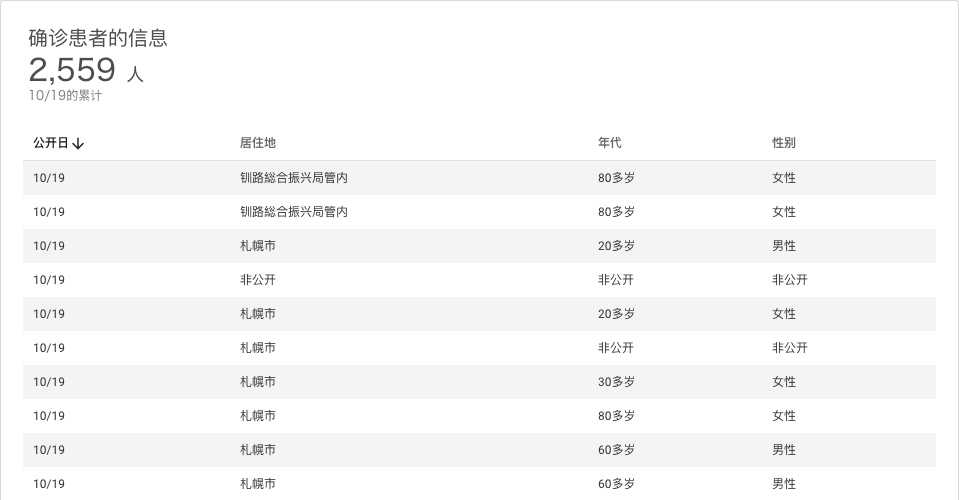 确诊患者的信息
2,559 人
10/19的累计
公开日↓ 居住地 年代 性别
10/19 钏路総合振兴局管内 80多岁 女性
10/19 钏路総合振兴局管内 80多岁 女性
10/19 札幌市 20多岁 男性
10/19 非公开 非公开 非公开
10/19 札幌市 20多岁 女性
10/19 札幌市 非公开 非公开
10/19 札幌市 30多岁 女性
10/19 札幌市 80多岁 女性
10/19 札幌市 60多岁 男性
10/19 札幌市 60多岁 男性